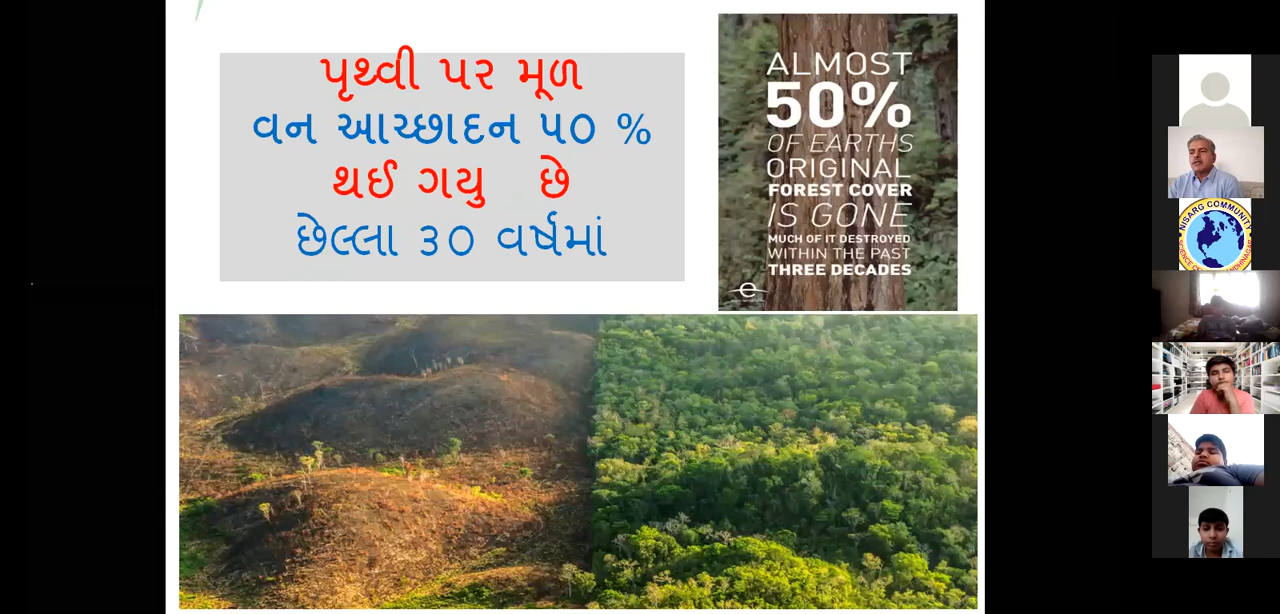 પૃથ્વી પર મૂળ
વન આચ્છાદન ૫૦ %
થઈ ગયુ છે
છેલ્લા ૩૦ વર્ષમાં
ALMOST
50%
OF EARTHS
ORIGINAL
FOREST COVER
IS GONE
MUCH OF IT DESTROYED
WITHIN THE PAST
THREE DECADES
NISARG COMMUNITY